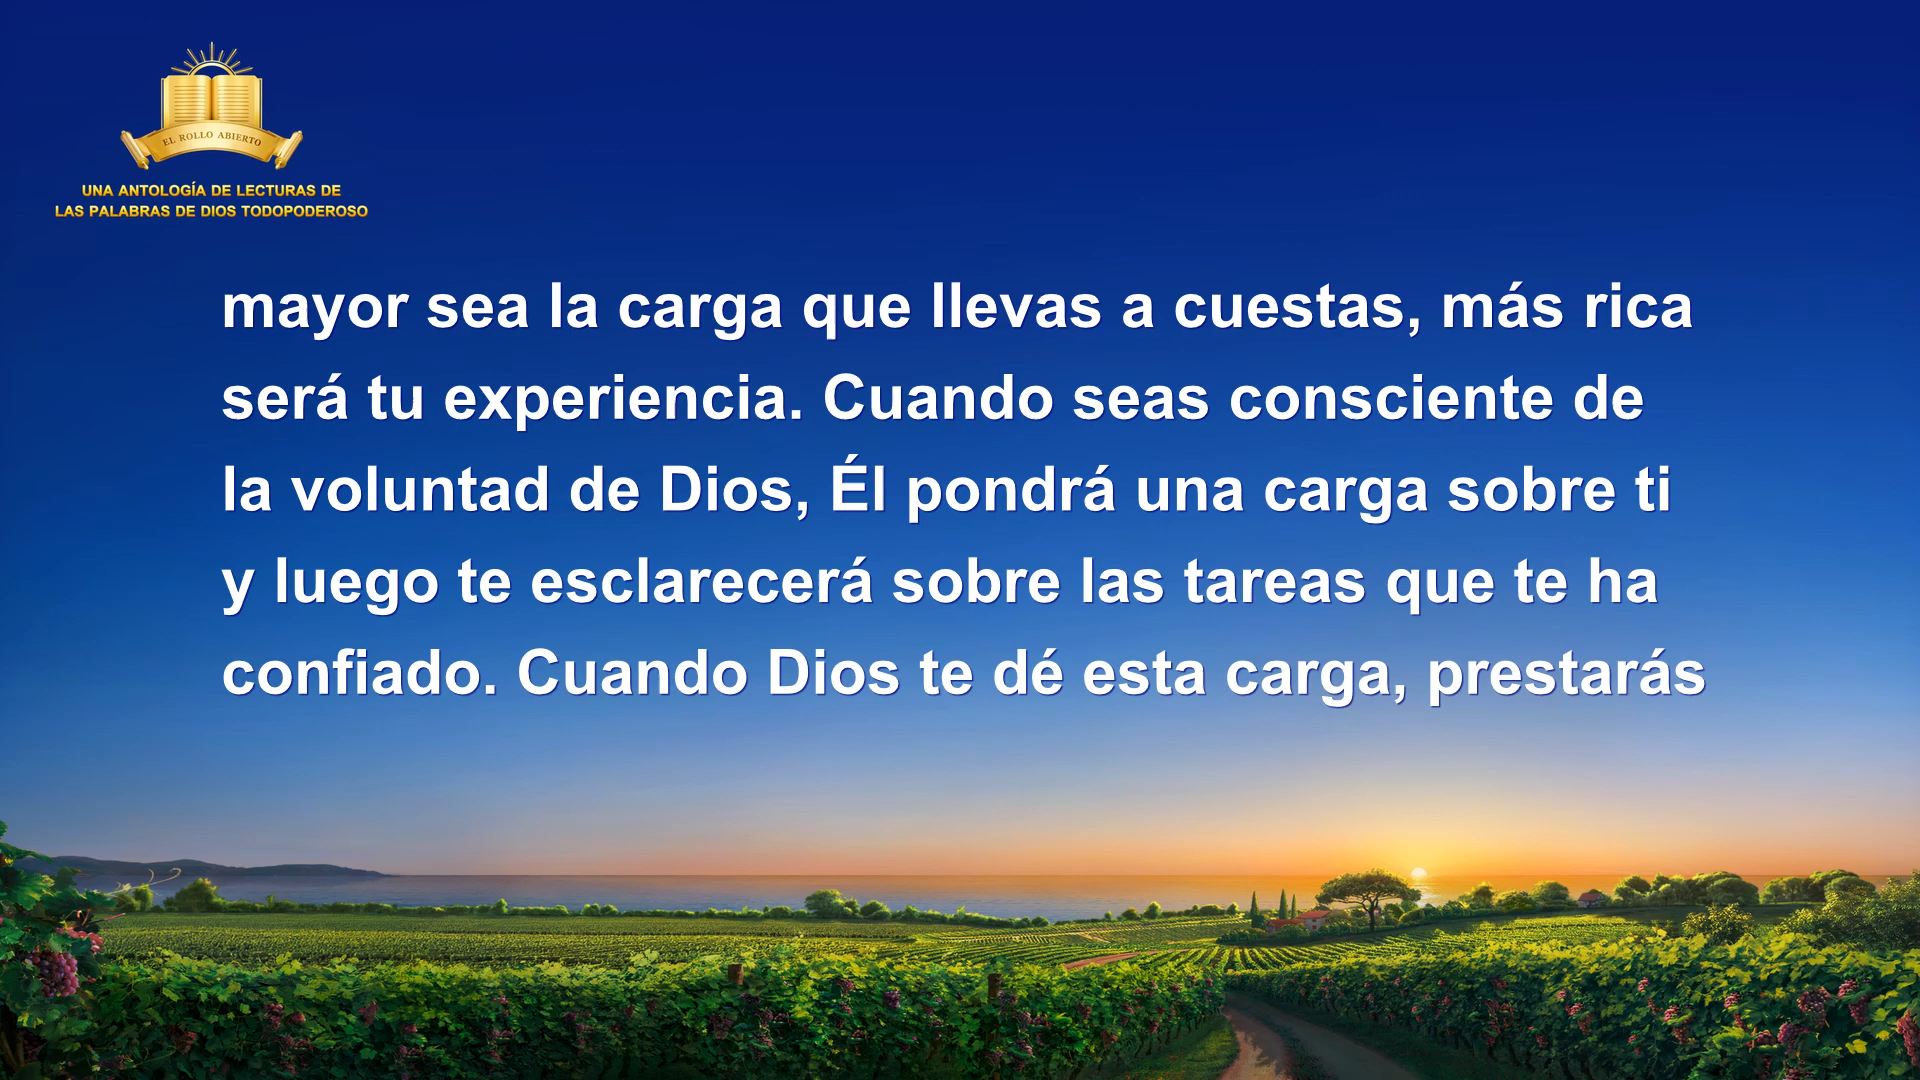 EL ROLLO ABIERTO
UNA ANTOLOGÍA DE LECTURAS DE
LAS PALABRAS DE DIOS TODOPODEROSO
mayor sea la carga que llevas a cuestas, más rica
será tu experiencia. Cuando seas consciente de
la voluntad de Dios, Él pondrá una carga sobre ti
y luego te esclarecerá sobre las tareas que te ha
confiado. Cuando Dios te dé esta carga, prestarás